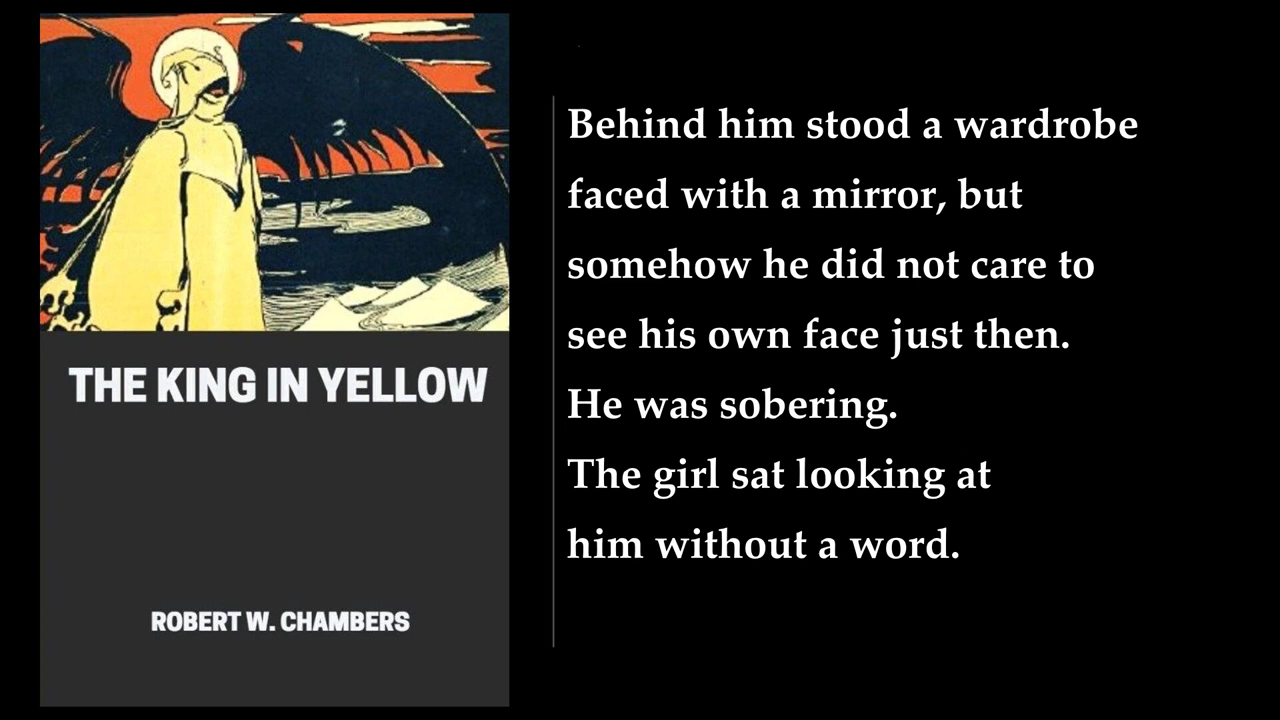 THE KING IN YELLOW
ROBERT W. CHAMBERS
Behind him stood a wardrobe
faced with a mirror, but
somehow he did not care to
see his own face just then.
He was sobering.
The girl sat looking at
him without a word.